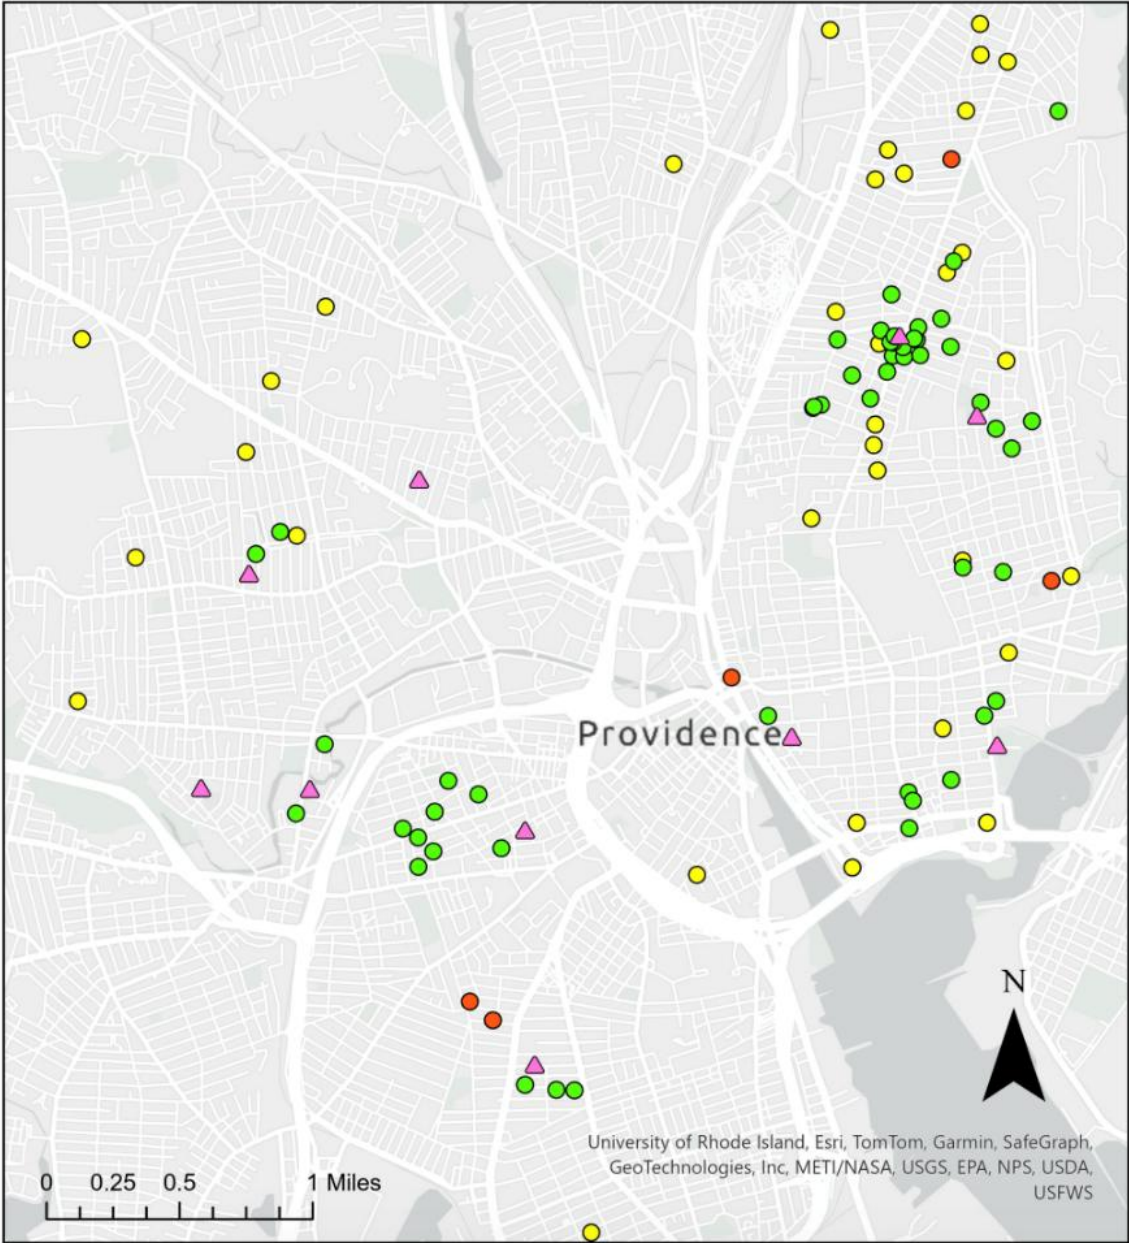 Providence
N
University of Rhode Island, Esri, TomTom, Garmin, SafeGraph,
GeoTechnologies, Inc, METI/NASA, USGS, EPA, NPS, USDA,
USFWS
0 0.25 0.5 1 Miles